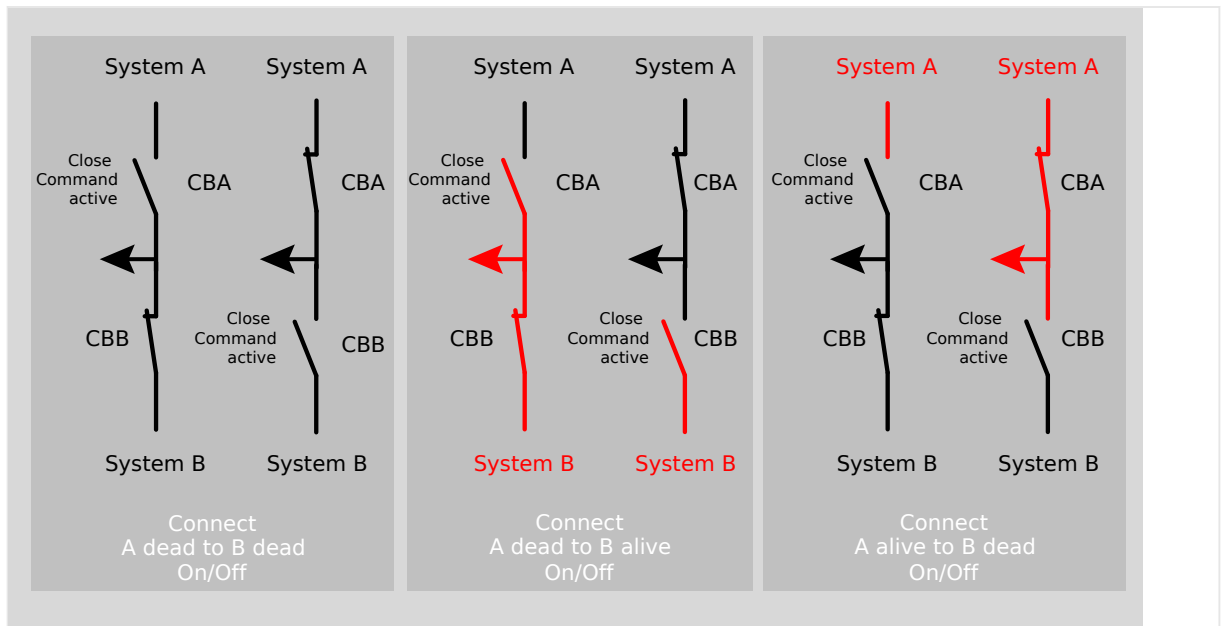 System A
System A
Close
Command
active
CBA
CBA
CBB
Close
Command
active
CBB
System B
System B
Connect
A dead to B dead
On/Off
System A
System A
Close
Command
active
CBA
CBA
CBB
Close
Command
active
CBB
System B
System B
Connect
A dead to B alive
On/Off
System A
System A
Close
Command
active
CBA
CBA
CBB
Close
Command
active
CBB
System B
System B
Connect
A alive to B dead
On/Off